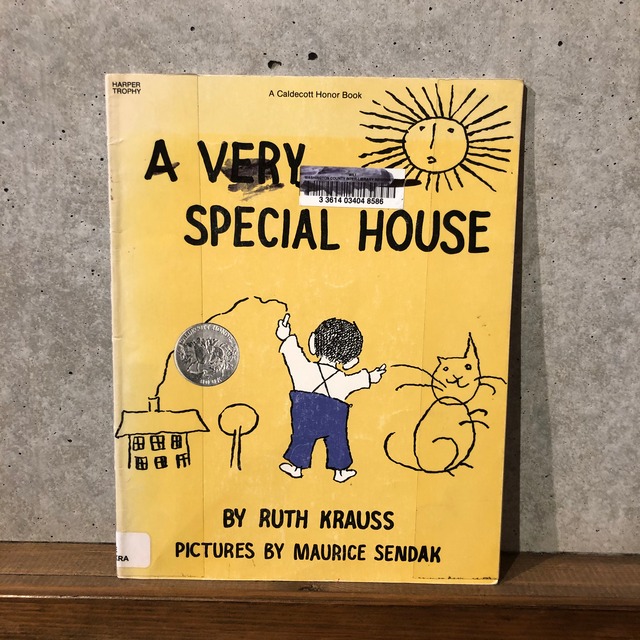 HARPER
TROPHY
A Caldecott Honor Book
A VERY
3 3614 03404 8586
SPECIAL HOUSE
BY RUTH KRAUSS
PICTURES BY MAURICE SENDAK